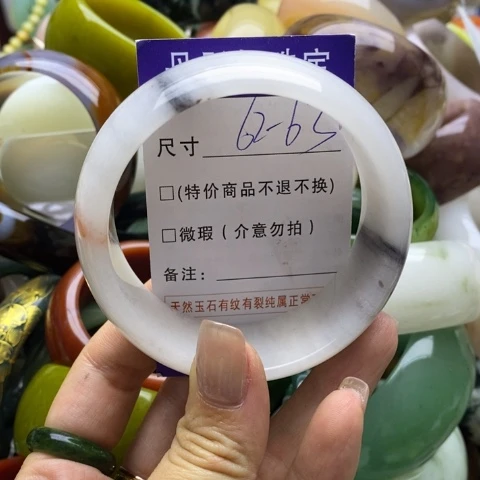 尺寸 62-65
□(特价商品不退不换)
□微瑕(介意勿拍)
备注:
天然玉石有纹有裂纯属正常